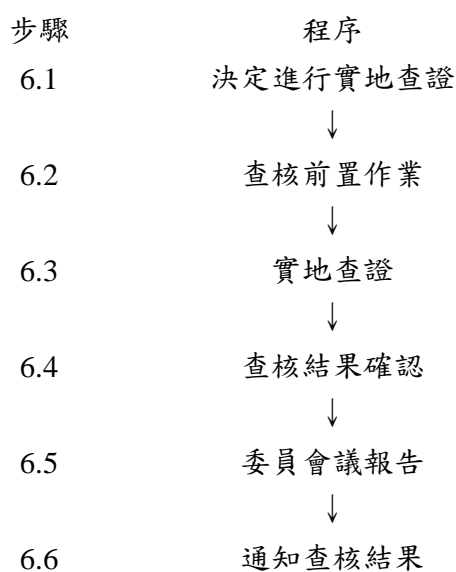 步驟 程序
6.1 決定進行實地查證
↓
6.2 查核前置作業
↓
6.3 實地查證
↓
6.4 查核結果確認
↓
6.5 委員會議報告
↓
6.6 通知查核結果